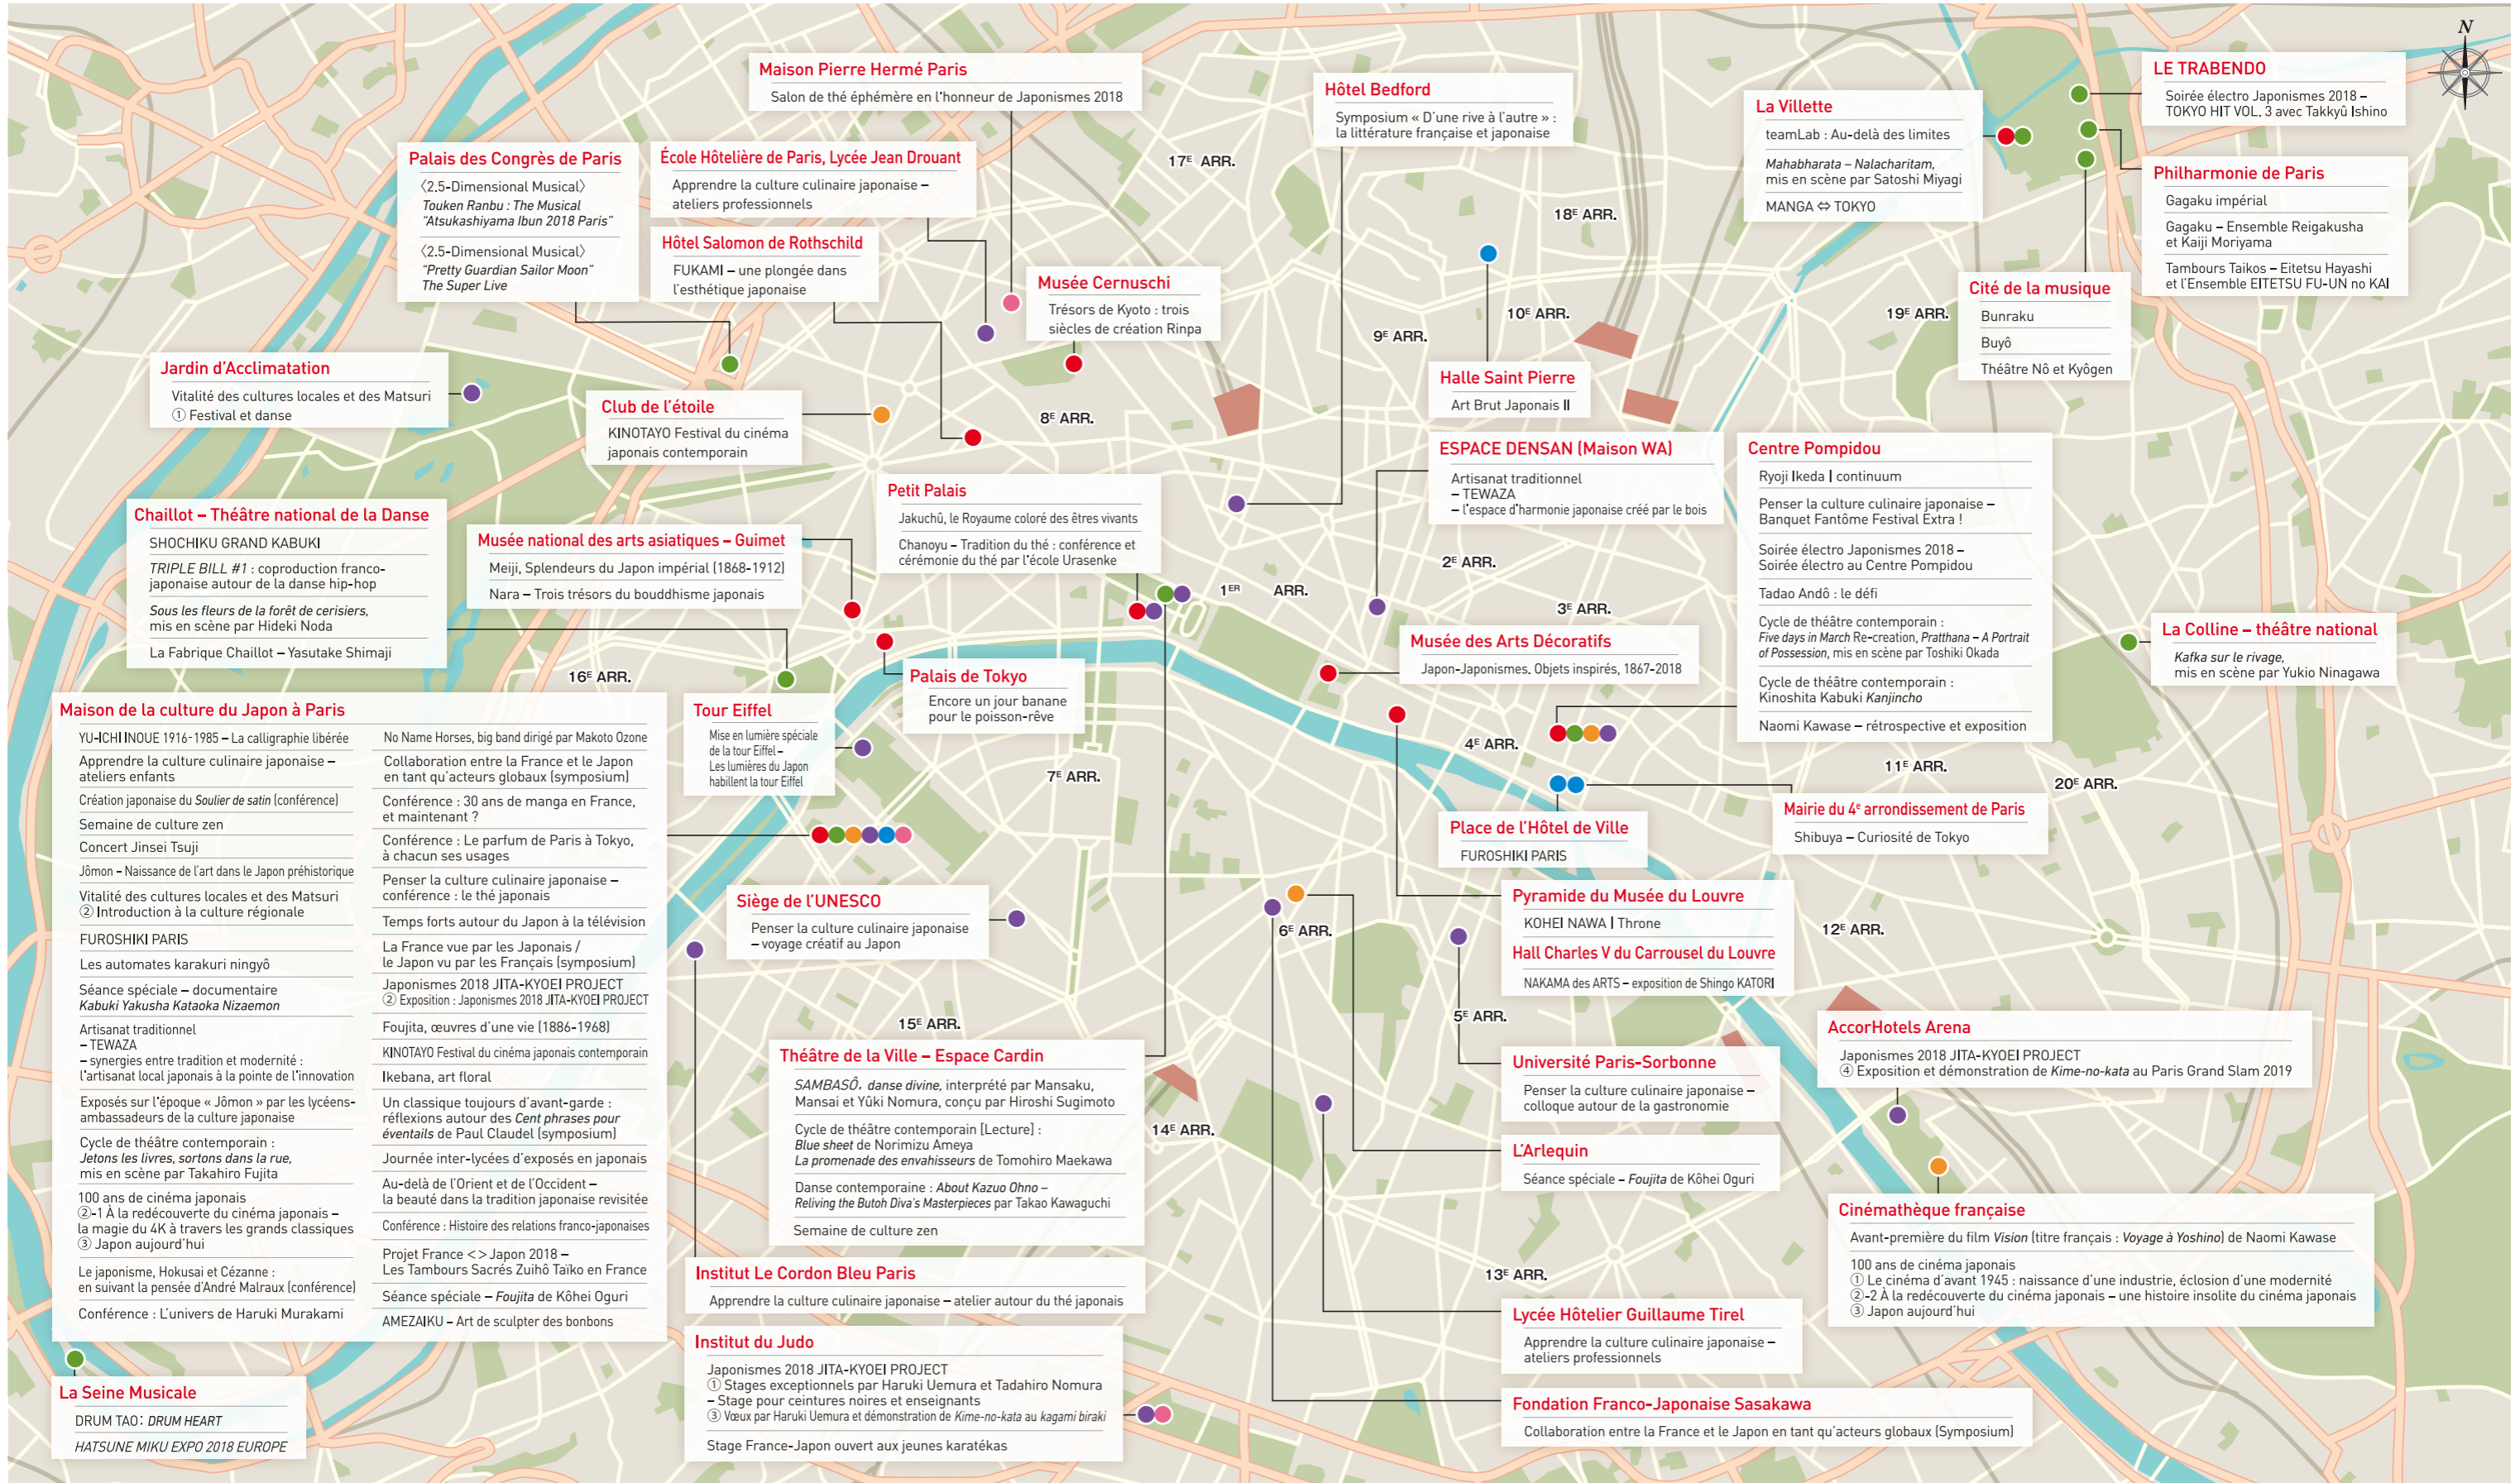 N
Maison Pierre Hermé Paris
Salon de thé éphémère en l'honneur de Japonismes 2018
Hôtel Bedford
Symposium « D'une rive à l'autre » :
la littérature française et japonaise
La Villette
teamLab : Au-delà des limites
Mahabharata – Nalacharitam,
mis en scène par Satoshi Miyagi
MANGA ⇔ TOKYO
LE TRABENDO
Soirée électro Japonismes 2018 –
TOKYO HIT VOL. 3 avec Takkyû Ishino
Philharmonie de Paris
Gagaku impérial
Gagaku – Ensemble Reigakusha
et Kaiji Moriyama
Tambours Taikos – Eitetsu Hayashi
et l'Ensemble EITETSU FU-UN no KAI
Palais des Congrès de Paris
〈2.5-Dimensional Musical〉
Touken Ranbu : The Musical
"Atsukashiyama Ibun 2018 Paris"
〈2.5-Dimensional Musical〉
"Pretty Guardian Sailor Moon"
The Super Live
École Hôtelière de Paris, Lycée Jean Drouant
Apprendre la culture culinaire japonaise –
ateliers professionnels
Hôtel Salomon de Rothschild
FUKAMI – une plongée dans
l'esthétique japonaise
Musée Cernuschi
Trésors de Kyoto : trois
siècles de création Rinpa
17E ARR.
18E ARR.
10E ARR.
9E ARR.
19E ARR.
8E ARR.
Cité de la musique
Bunraku
Buyô
Théâtre Nô et Kyôgen
Jardin d'Acclimatation
Vitalité des cultures locales et des Matsuri
① Festival et danse
Club de l'étoile
KINOTAYO Festival du cinéma
japonais contemporain
Halle Saint Pierre
Art Brut Japonais II
ESPACE DENSAN (Maison WA)
Artisanat traditionnel
– TEWAZA
– l'espace d'harmonie japonaise créé par le bois
Centre Pompidou
Ryoji Ikeda | continuum
Penser la culture culinaire japonaise –
Banquet Fantôme Festival Extra !
Soirée électro Japonismes 2018 –
Soirée électro au Centre Pompidou
Tadao Andô : le défi
Cycle de théâtre contemporain :
Five days in March Re-creation, Pratthana – A Portrait
of Possession, mis en scène par Toshiki Okada
Cycle de théâtre contemporain :
Kinoshita Kabuki Kanjincho
Naomi Kawase – rétrospective et exposition
Chaillot – Théâtre national de la Danse
SHOCHIKU GRAND KABUKI
TRIPLE BILL #1 : coproduction franco-
japonaise autour de la danse hip-hop
Sous les fleurs de la forêt de cerisiers,
mis en scène par Hideki Noda
La Fabrique Chaillot – Yasutake Shimaji
Musée national des arts asiatiques – Guimet
Meiji, Splendeurs du Japon impérial (1868-1912)
Nara – Trois trésors du bouddhisme japonais
Petit Palais
Jakuchû, le Royaume coloré des êtres vivants
Chanoyu – Tradition du thé : conférence et
cérémonie du thé par l'école Urasenke
1ER ARR.
2E ARR.
3E ARR.
Musée des Arts Décoratifs
Japon-Japonismes. Objets inspirés, 1867-2018
La Colline – théâtre national
Kafka sur le rivage,
mis en scène par Yukio Ninagawa
16E ARR.
Palais de Tokyo
Encore un jour banane
pour le poisson-rêve
Tour Eiffel
Mise en lumière spéciale
de la tour Eiffel –
Les lumières du Japon
habillent la tour Eiffel
7E ARR.
4E ARR.
11E ARR.
20E ARR.
Maison de la culture du Japon à Paris
YU-ICHI INOUE 1916-1985 – La calligraphie libérée
Apprendre la culture culinaire japonaise –
ateliers enfants
Création japonaise du Soulier de satin (conférence)
Semaine de culture zen
Concert Jinsei Tsuji
Jômon – Naissance de l'art dans le Japon préhistorique
Vitalité des cultures locales et des Matsuri
② Introduction à la culture régionale
FUROSHIKI PARIS
Les automates karakuri ningyô
Séance spéciale – documentaire
Kabuki Yakusha Kataoka Nizaemon
Artisanat traditionnel
– TEWAZA
– synergies entre tradition et modernité :
l'artisanat local japonais à la pointe de l'innovation
Exposés sur l'époque « Jômon » par les lycéens-
ambassadeurs de la culture japonaise
Cycle de théâtre contemporain :
Jetons les livres, sortons dans la rue,
mis en scène par Takahiro Fujita
100 ans de cinéma japonais
②-1 À la redécouverte du cinéma japonais –
la magie du 4K à travers les grands classiques
③ Japon aujourd'hui
Le japonisme, Hokusai et Cézanne :
en suivant la pensée d'André Malraux (conférence)
Conférence : L'univers de Haruki Murakami
No Name Horses, big band dirigé par Makoto Ozone
Collaboration entre la France et le Japon
en tant qu'acteurs globaux (symposium)
Conférence : 30 ans de manga en France,
et maintenant ?
Conférence : Le parfum de Paris à Tokyo,
à chacun ses usages
Penser la culture culinaire japonaise –
conférence : le thé japonais
Temps forts autour du Japon à la télévision
La France vue par les Japonais /
le Japon vu par les Français (symposium)
Japonismes 2018 JITA-KYOEI PROJECT
② Exposition : Japonismes 2018 JITA-KYOEI PROJECT
Foujita, œuvres d'une vie (1886-1968)
KINOTAYO Festival du cinéma japonais contemporain
Ikebana, art floral
Un classique toujours d'avant-garde :
réflexions autour des Cent phrases pour
éventails de Paul Claudel (symposium)
Journée inter-lycées d'exposés en japonais
Au-delà de l'Orient et de l'Occident –
la beauté dans la tradition japonaise revisitée
Conférence : Histoire des relations franco-japonaises
Projet France <> Japon 2018 –
Les Tambours Sacrés Zuihô Taïko en France
Séance spéciale – Foujita de Kôhei Oguri
AMEZAIKU – Art de sculpter des bonbons
Place de l'Hôtel de Ville
FUROSHIKI PARIS
Mairie du 4e arrondissement de Paris
Shibuya – Curiosité de Tokyo
Siège de l'UNESCO
Penser la culture culinaire japonaise
– voyage créatif au Japon
6E ARR.
12E ARR.
Pyramide du Musée du Louvre
KOHEI NAWA | Throne
Hall Charles V du Carrousel du Louvre
NAKAMA des ARTS – exposition de Shingo KATORI
15E ARR.
5E ARR.
AccorHotels Arena
Japonismes 2018 JITA-KYOEI PROJECT
④ Exposition et démonstration de Kime-no-kata au Paris Grand Slam 2019
Théâtre de la Ville – Espace Cardin
SAMBASÔ, danse divine, interprété par Mansaku,
Mansai et Yûki Nomura, conçu par Hiroshi Sugimoto
Cycle de théâtre contemporain [Lecture] :
Blue sheet de Norimizu Ameya
La promenade des envahisseurs de Tomohiro Maekawa
Danse contemporaine : About Kazuo Ohno –
Reliving the Butoh Diva's Masterpieces par Takao Kawaguchi
Semaine de culture zen
14E ARR.
Université Paris-Sorbonne
Penser la culture culinaire japonaise –
colloque autour de la gastronomie
L'Arlequin
Séance spéciale – Foujita de Kôhei Oguri
Cinémathèque française
Avant-première du film Vision (titre français : Voyage à Yoshino) de Naomi Kawase
100 ans de cinéma japonais
① Le cinéma d'avant 1945 : naissance d'une industrie, éclosion d'une modernité
②-2 À la redécouverte du cinéma japonais – une histoire insolite du cinéma japonais
③ Japon aujourd'hui
Institut Le Cordon Bleu Paris
Apprendre la culture culinaire japonaise – atelier autour du thé japonais
13E ARR.
Lycée Hôtelier Guillaume Tirel
Apprendre la culture culinaire japonaise –
ateliers professionnels
Institut du Judo
Japonismes 2018 JITA-KYOEI PROJECT
① Stages exceptionnels par Haruki Uemura et Tadahiro Nomura
– Stage pour ceintures noires et enseignants
③ Vœux par Haruki Uemura et démonstration de Kime-no-kata au kagami biraki
Stage France-Japon ouvert aux jeunes karatékas
La Seine Musicale
DRUM TAO: DRUM HEART
HATSUNE MIKU EXPO 2018 EUROPE
Fondation Franco-Japonaise Sasakawa
Collaboration entre la France et le Japon en tant qu'acteurs globaux (Symposium)